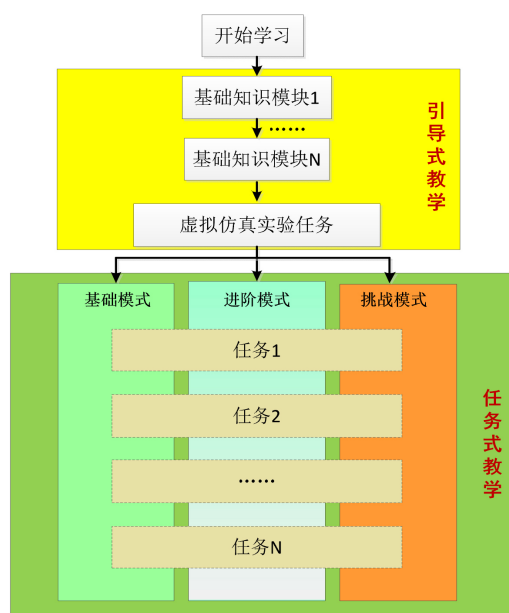 开始学习
基础知识模块1
……
基础知识模块N
虚拟仿真实验任务
引导式教学
基础模式
进阶模式
挑战模式
任务1
任务2
……
任务N
任务式教学